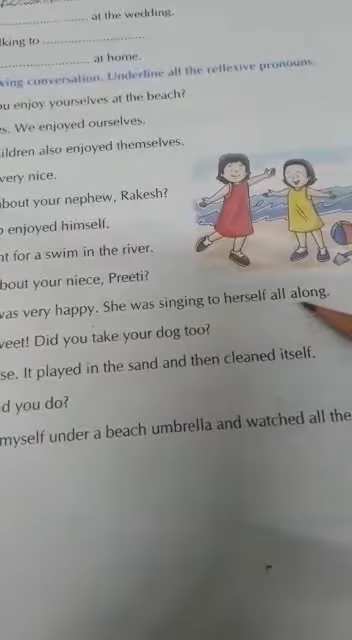 at the wedding.
lking to
at home.
ving conversation. Underline all the reflexive pronouns.
ou enjoy yourselves at the beach?
s. We enjoyed ourselves.
ildren also enjoyed themselves.
very nice.
about your nephew, Rakesh?
o enjoyed himself.
nt for a swim in the river.
bout your niece, Preeti?
vas very happy. She was singing to herself all along.
veet! Did you take your dog too?
se. It played in the sand and then cleaned itself.
d you do?
myself under a beach umbrella and watched all the